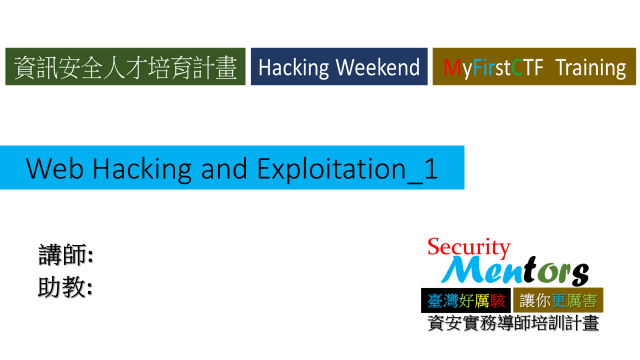 資訊安全人才培育計畫 Hacking Weekend MyFirstCTF Training
Web Hacking and Exploitation_1
講師:
助教:
Security
Mentors
臺灣好厲駭 讓你更厲害
資安實務導師培訓計畫